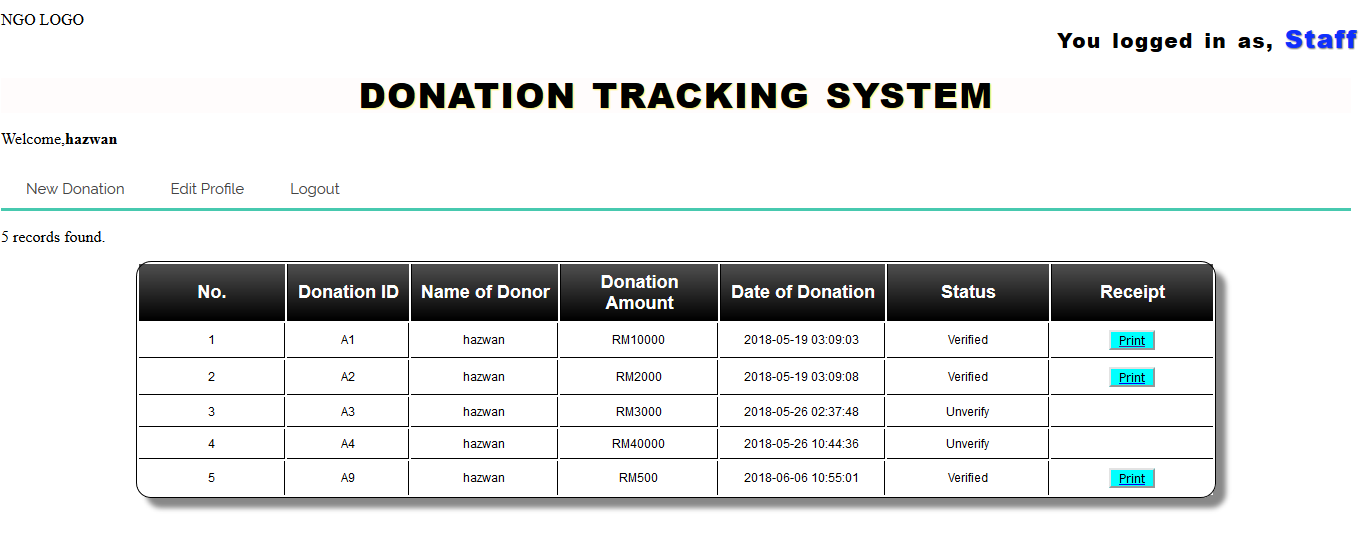 NGO LOGO
You logged in as, Staff
DONATION TRACKING SYSTEM
Welcome,hazwan
New Donation Edit Profile Logout
5 records found.
No. Donation ID Name of Donor Donation Amount Date of Donation Status Receipt
1 A1 hazwan RM10000 2018-05-19 03:09:03 Verified Print
2 A2 hazwan RM2000 2018-05-19 03:09:08 Verified Print
3 A3 hazwan RM3000 2018-05-26 02:37:48 Unverify
4 A4 hazwan RM40000 2018-05-26 10:44:36 Unverify
5 A9 hazwan RM500 2018-06-06 10:55:01 Verified Print